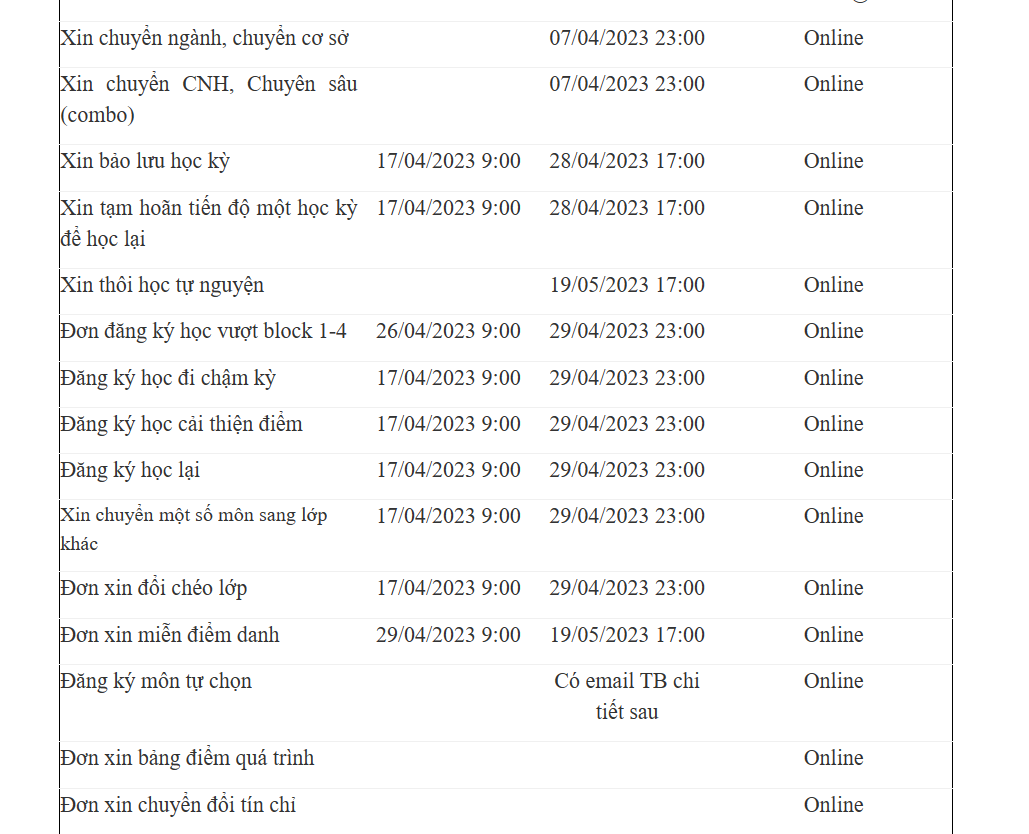 Xin chuyển ngành, chuyển cơ sở 07/04/2023 23:00 Online
Xin chuyển CNH, Chuyên sâu 07/04/2023 23:00 Online
(combo)
Xin bảo lưu học kỳ 17/04/2023 9:00 28/04/2023 17:00 Online
Xin tạm hoãn tiến độ một học kỳ 17/04/2023 9:00 28/04/2023 17:00 Online
để học lại
Xin thôi học tự nguyện 19/05/2023 17:00 Online
Đơn đăng ký học vượt block 1-4 26/04/2023 9:00 29/04/2023 23:00 Online
Đăng ký học đi chậm kỳ 17/04/2023 9:00 29/04/2023 23:00 Online
Đăng ký học cải thiện điểm 17/04/2023 9:00 29/04/2023 23:00 Online
Đăng ký học lại 17/04/2023 9:00 29/04/2023 23:00 Online
Xin chuyển một số môn sang lớp 17/04/2023 9:00 29/04/2023 23:00 Online
khác
Đơn xin đổi chéo lớp 17/04/2023 9:00 29/04/2023 23:00 Online
Đơn xin miễn điểm danh 29/04/2023 9:00 19/05/2023 17:00 Online
Đăng ký môn tự chọn Có email TB chi Online
tiết sau
Đơn xin bảng điểm quá trình Online
Đơn xin chuyển đổi tín chỉ Online